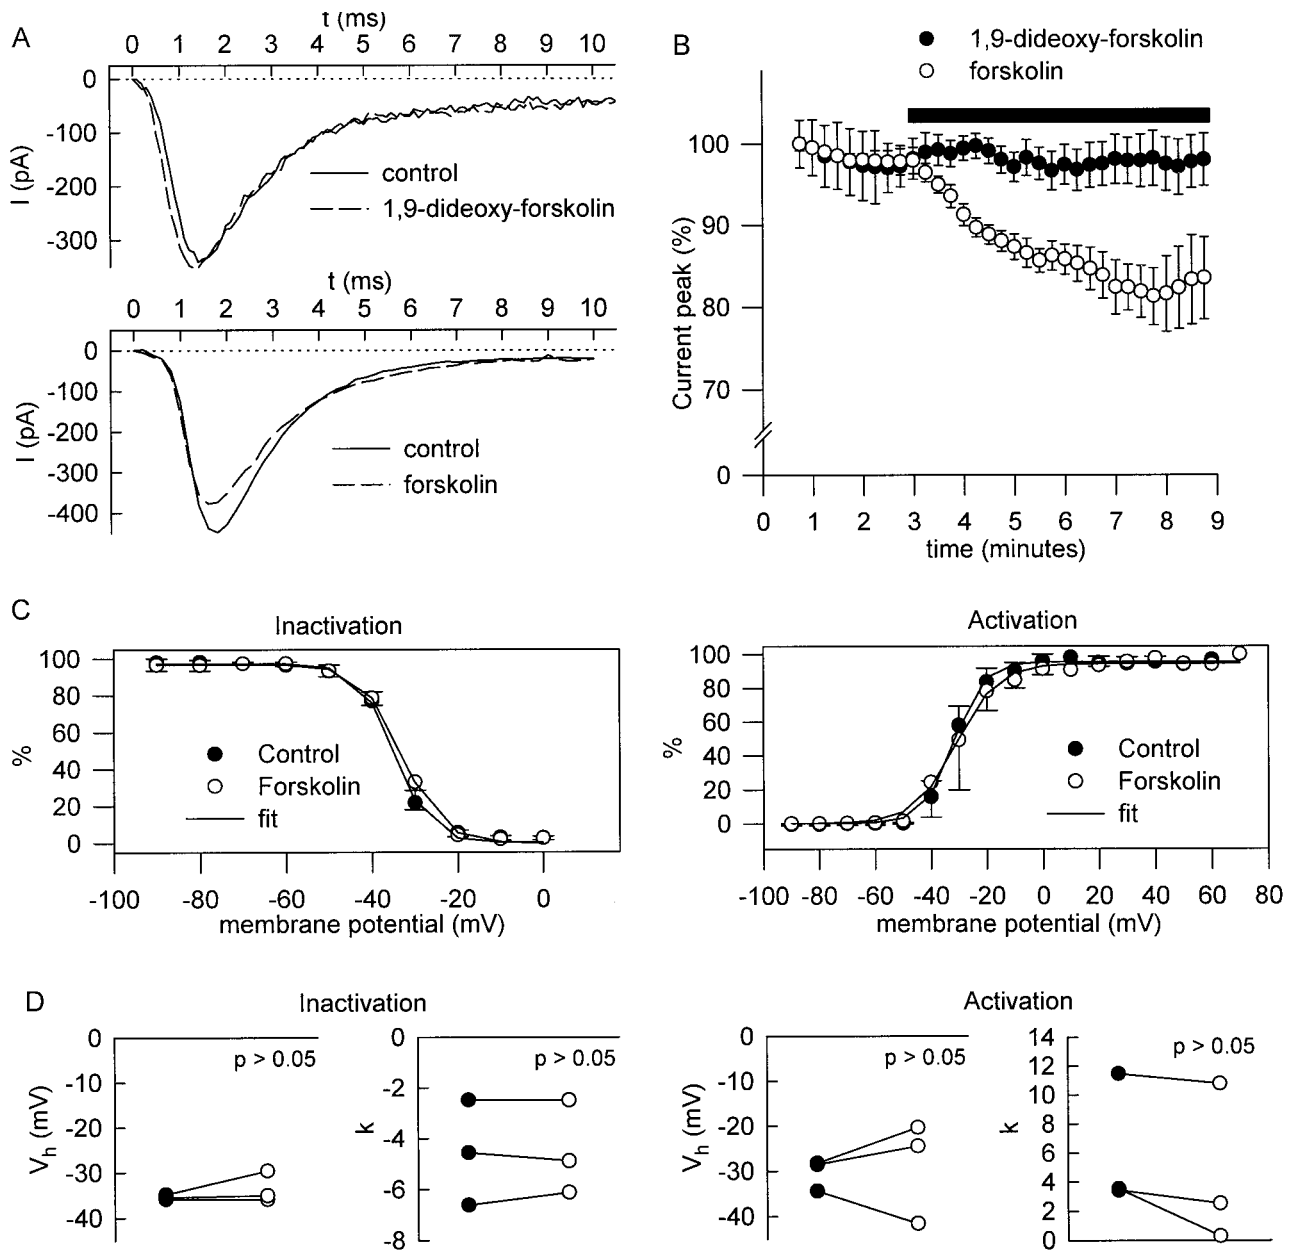 A
t (ms)
0 1 2 3 4 5 6 7 8 9 10
0
-100
-200
-300
I (pA)
control
1,9-dideoxy-forskolin
t (ms)
0 1 2 3 4 5 6 7 8 9 10
0
-100
-200
-300
-400
I (pA)
control
forskolin
B
1,9-dideoxy-forskolin
forskolin
100
90
80
70
0
Current peak (%)
0 1 2 3 4 5 6 7 8 9
time (minutes)
C
Inactivation
100
80
60
40
20
0
%
Control
Forskolin
fit
-100 -80 -60 -40 -20 0
membrane potential (mV)
Activation
100
80
60
40
20
0
%
Control
Forskolin
fit
-100 -80 -60 -40 -20 0 20 40 60 80
membrane potential (mV)
D
Inactivation
0
-10
-20
-30
-40
Vh (mV)
p > 0.05
0
-2
-4
-6
-8
k
p > 0.05
Activation
0
-10
-20
-30
-40
Vh (mV)
p > 0.05
14
12
10
8
6
4
2
0
k
p > 0.05